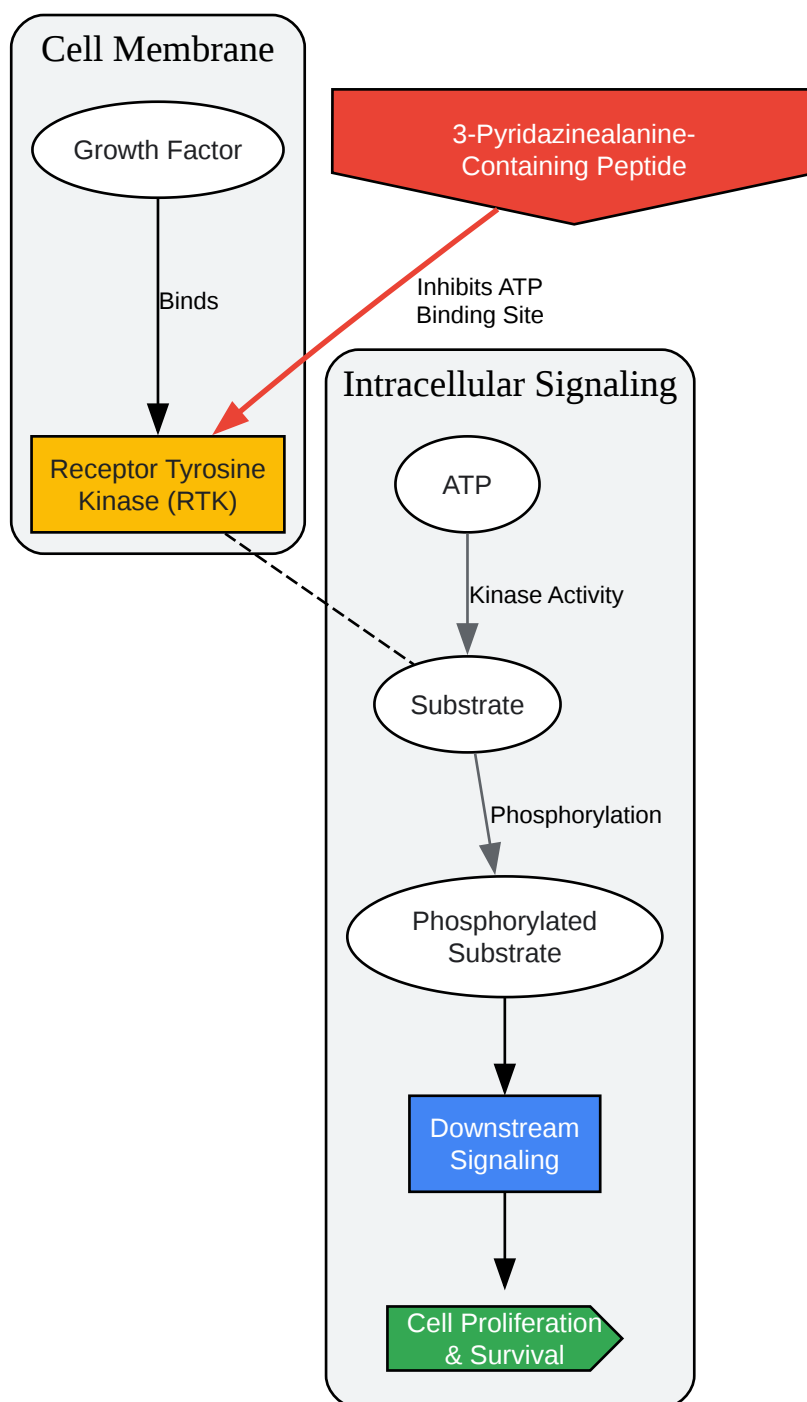 Cell Membrane
Growth Factor
3-Pyridazinealanine-
Containing Peptide
Binds
Inhibits ATP
Binding Site
Receptor Tyrosine
Kinase (RTK)
Intracellular Signaling
ATP
Kinase Activity
Substrate
Phosphorylation
Phosphorylated
Substrate
Downstream
Signaling
Cell Proliferation
& Survival